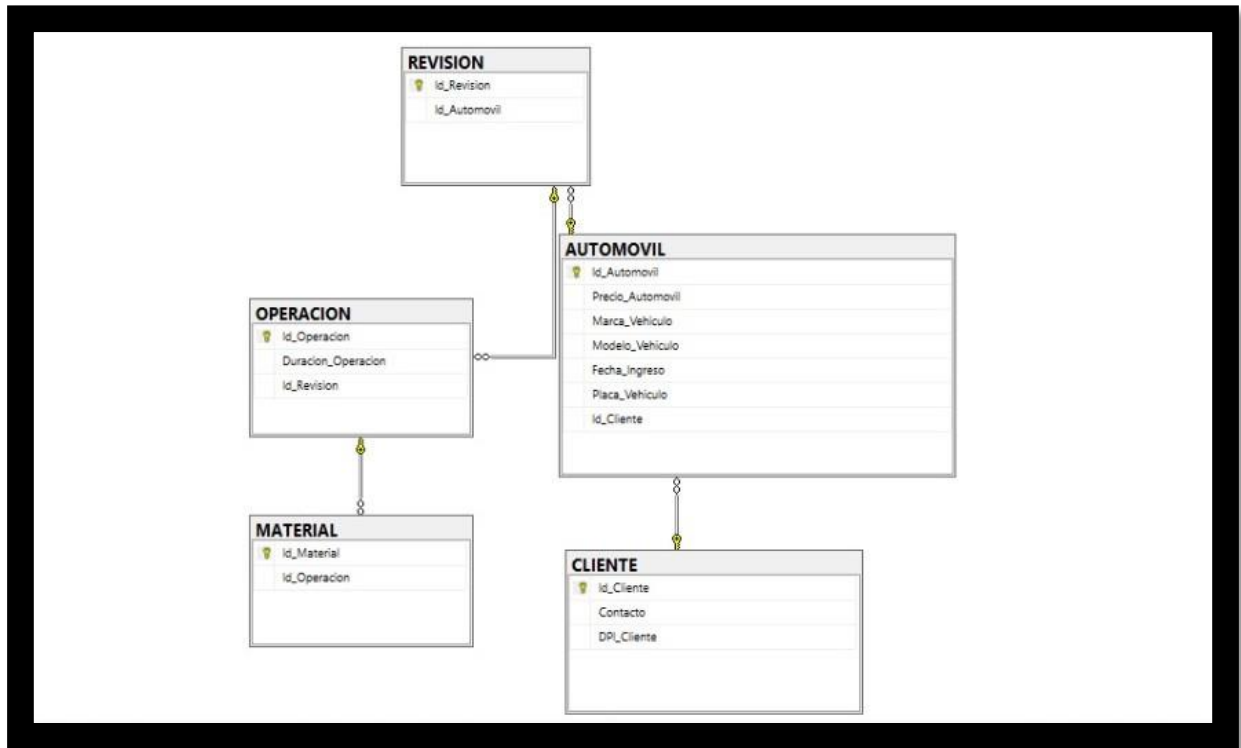 REVISION
Id_Revision
Id_Automovil
AUTOMOVIL
Id_Automovil
Precio_Automovil
Marca_Vehiculo
Modelo_Vehiculo
Fecha_Ingreso
Placa_Vehiculo
Id_Cliente
OPERACION
Id_Operacion
Duracion_Operacion
Id_Revision
MATERIAL
Id_Material
Id_Operacion
CLIENTE
Id_Cliente
Contacto
DPI_Cliente